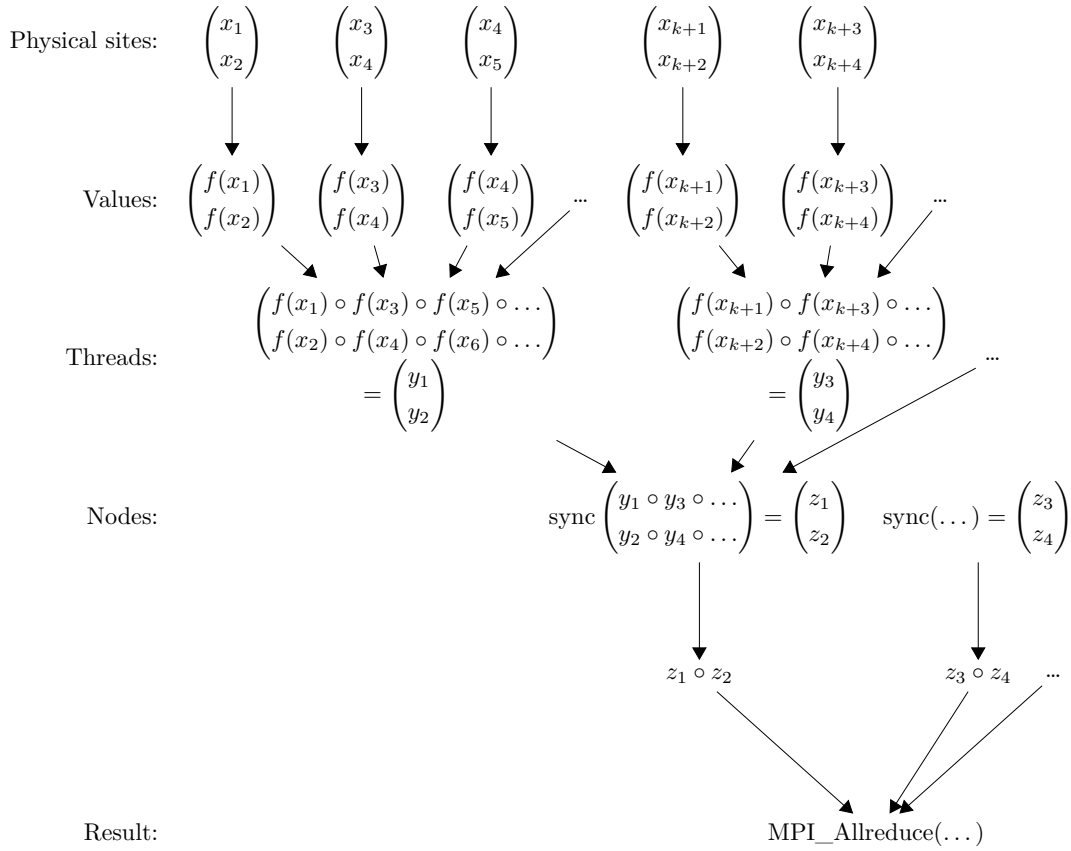 Physical sites: (x₁ x₂) (x₃ x₄) (x₄ x₅) (xₖ₊₁ xₖ₊₂) (xₖ₊₃ xₖ₊₄)
Values: (f(x₁) f(x₂)) (f(x₃) f(x₄)) (f(x₄) f(x₅)) ... (f(xₖ₊₁) f(xₖ₊₂)) (f(xₖ₊₃) f(xₖ₊₄)) ...
(f(x₁) ∘ f(x₃) ∘ f(x₅) ∘ … (f(xₖ₊₁) ∘ f(xₖ₊₃) ∘ …
f(x₂) ∘ f(x₄) ∘ f(x₆) ∘ …) f(xₖ₊₂) ∘ f(xₖ₊₄) ∘ …)
Threads: ...
= (y₁ y₂) = (y₃ y₄)
Nodes: sync (y₁ ∘ y₃ ∘ … y₂ ∘ y₄ ∘ …) = (z₁ z₂) sync(…) = (z₃ z₄)
z₁ ∘ z₂ z₃ ∘ z₄ ...
Result: MPI_Allreduce(…)